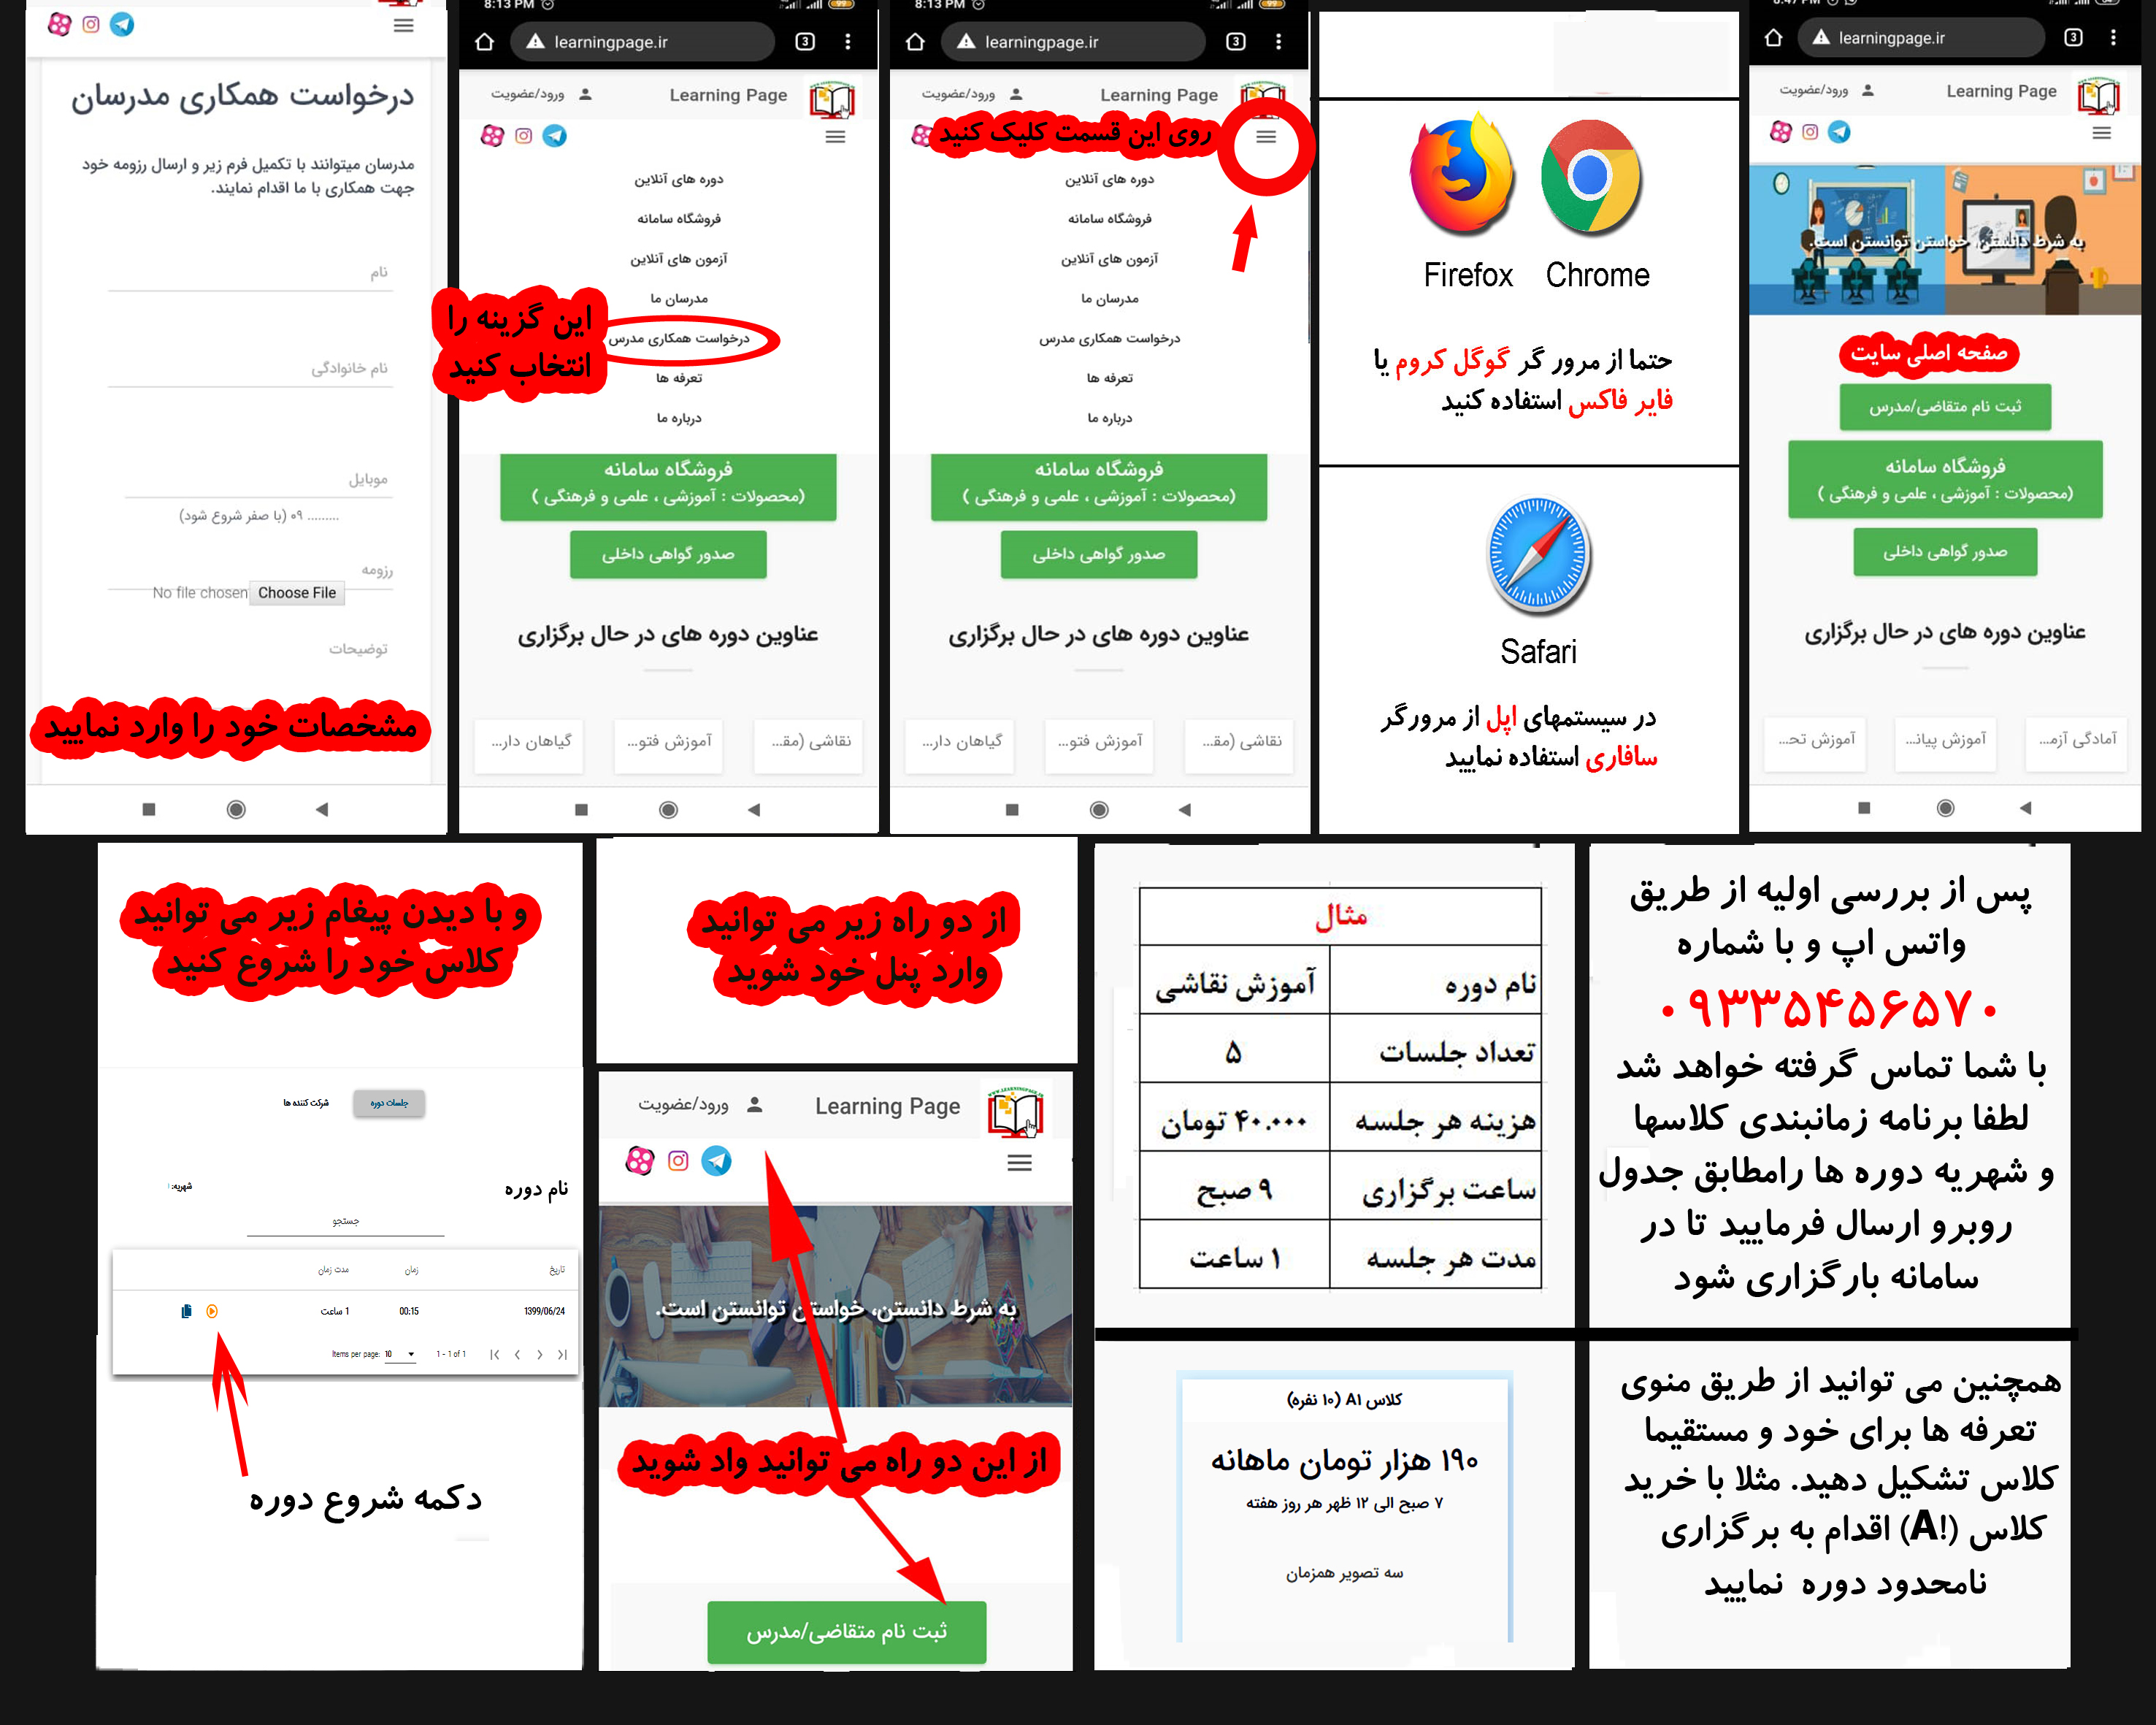 8:47 PM
learningpage.ir
3
ورود/عضویت
Learning Page
به شرط دانستن، خواستن توانستن است.
صفحه اصلی سایت
ثبت نام متقاضی/مدرس
فروشگاه سامانه
(محصولات : آموزشی ، علمی و فرهنگی )
صدور گواهی داخلی
عناوین دوره های در حال برگزاری
آمادگی آزم...
آموزش پیان...
آموزش تح...
Firefox
Chrome
حتما از مرور گر گوگل کروم یا
فایر فاکس استفاده کنید
Safari
در سیستمهای اپل از مرورگر
سافاری استفاده نمایید
8:13 PM
99
learningpage.ir
3
ورود/عضویت
Learning Page
روی این قسمت کلیک کنید
دوره های آنلاین
فروشگاه سامانه
آزمون های آنلاین
مدرسان ما
درخواست همکاری مدرس
تعرفه ها
درباره ما
فروشگاه سامانه
(محصولات : آموزشی ، علمی و فرهنگی )
صدور گواهی داخلی
عناوین دوره های در حال برگزاری
نقاشی (مق...
آموزش فتو...
گیاهان دار...
8:13 PM
99
learningpage.ir
3
ورود/عضویت
Learning Page
دوره های آنلاین
فروشگاه سامانه
آزمون های آنلاین
مدرسان ما
درخواست همکاری مدرس
این گزینه را
انتخاب کنید
تعرفه ها
درباره ما
فروشگاه سامانه
(محصولات : آموزشی ، علمی و فرهنگی )
صدور گواهی داخلی
عناوین دوره های در حال برگزاری
نقاشی (مق...
آموزش فتو...
گیاهان دار...
درخواست همکاری مدرسان
مدرسان میتوانند با تکمیل فرم زیر و ارسال رزومه خود
جهت همکاری با ما اقدام نمایند.
نام
نام خانوادگی
موبایل
۰۹ ......... (با صفر شروع شود)
رزومه
Choose File No file chosen
توضیحات
مشخصات خود را وارد نمایید
پس از بررسی اولیه از طریق
واتس اپ و با شماره
۰۹۳۳۵۴۵۶۵۷۰
با شما تماس گرفته خواهد شد
لطفا برنامه زمانبندی کلاسها
و شهریه دوره ها رامطابق جدول
روبرو ارسال فرمایید تا در
سامانه بارگزاری شود
مثال
نام دوره آموزش نقاشی
تعداد جلسات ۵
هزینه هر جلسه ۴۰.۰۰۰ تومان
ساعت برگزاری ۹ صبح
مدت هر جلسه ۱ ساعت
همچنین می توانید از طریق منوی
تعرفه ها برای خود و مستقیما
کلاس تشکیل دهید. مثلا با خرید
کلاس (A!) اقدام به برگزاری
نامحدود دوره نمایید
کلاس A۱ (۱۰ نفره)
۱۹۰ هزار تومان ماهانه
۷ صبح الی ۱۲ ظهر هر روز هفته
سه تصویر همزمان
از دو راه زیر می توانید
وارد پنل خود شوید
ورود/عضویت
Learning Page
به شرط دانستن، خواستن توانستن است.
از این دو راه می توانید واد شوید
ثبت نام متقاضی/مدرس
و با دیدن پیغام زیر می توانید
کلاس خود را شروع کنید
جلسات دوره
شرکت کننده ها
نام دوره
شهریه:
جستجو
تاریخ زمان مدت زمان
1399/06/24 00:15 1 ساعت
Items per page: 10 1 - 1 of 1
دکمه شروع دوره